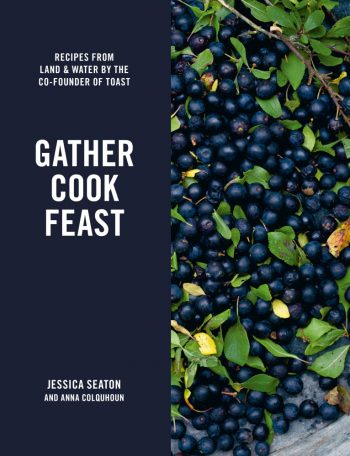 RECIPES FROM
LAND & WATER BY THE
CO-FOUNDER OF TOAST
GATHER
COOK
FEAST
JESSICA SEATON
AND ANNA COLQUHOUN